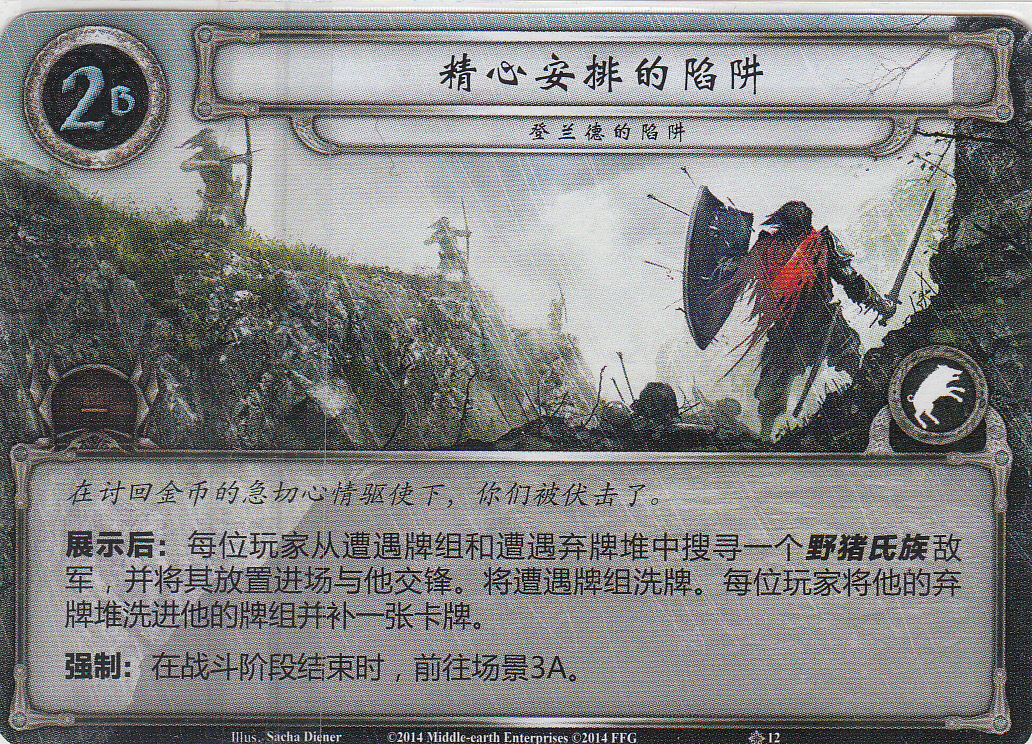 2B
精心安排的陷阱
登兰德的陷阱
—
在讨回金币的急切心情驱使下，你们被伏击了。
展示后：每位玩家从遭遇牌组和遭遇弃牌堆中搜寻一个野猪氏族敌
军，并将其放置进场与他交锋。将遭遇牌组洗牌。每位玩家将他的弃
牌堆洗进他的牌组并补一张卡牌。
强制：在战斗阶段结束时，前往场景3A。
Illus. Sacha Diener ©2014 Middle-earth Enterprises ©2014 FFG 12